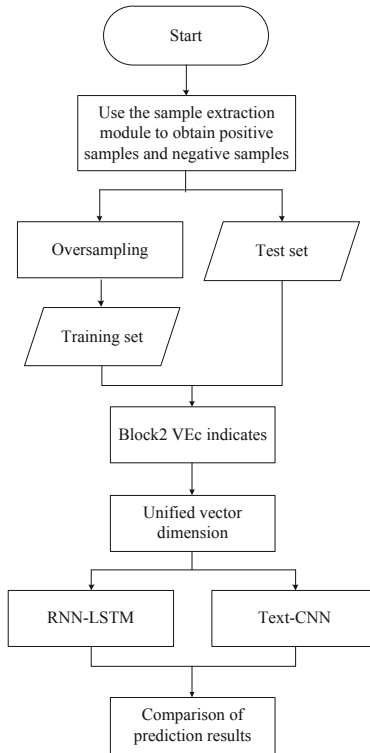 Start
Use the sample extraction
module to obtain positive
samples and negative samples
Oversampling
Test set
Training set
Block2 VEc indicates
Unified vector
dimension
RNN-LSTM
Text-CNN
Comparison of
prediction results